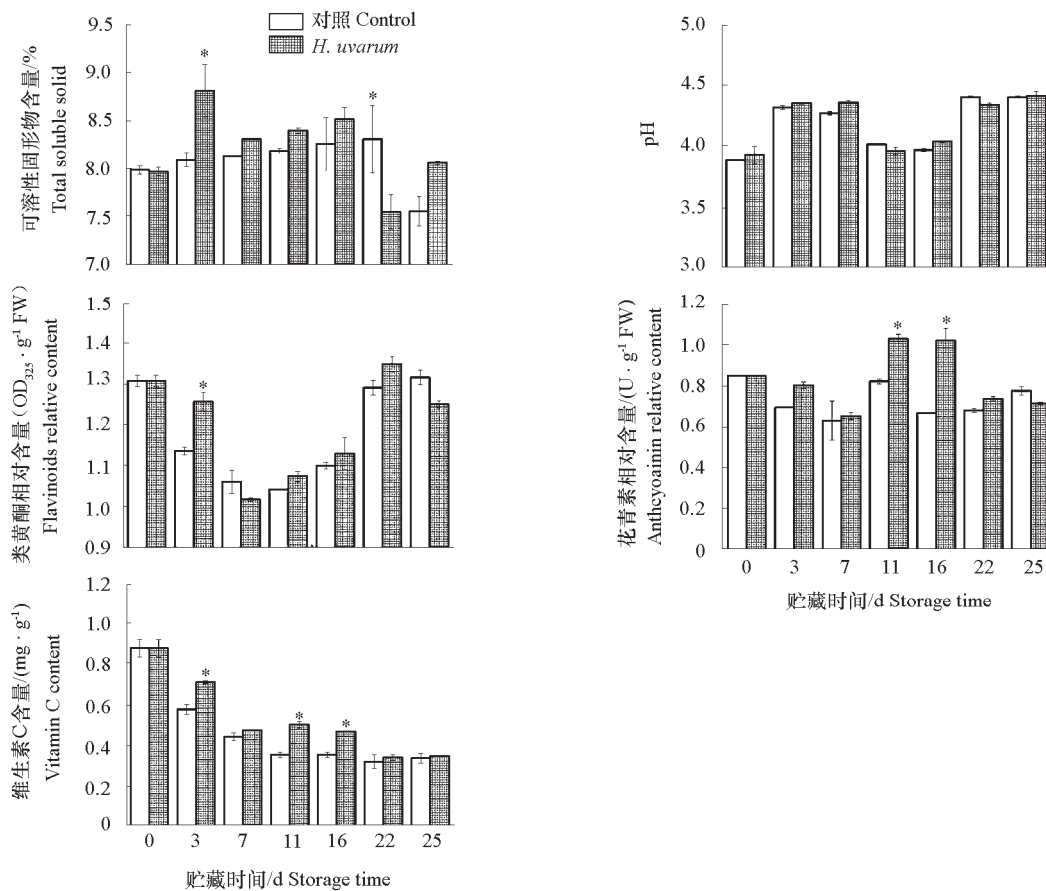 对照 Control
H. uvarum
可溶性固形物含量/%
Total soluble solid
9.5
9.0
8.5
8.0
7.5
7.0
*
*
pH
5.0
4.5
4.0
3.5
3.0
类黄酮相对含量(OD325 · g-1 FW)
Flavinoids relative content
1.5
1.4
1.3
1.2
1.1
1.0
0.9
*
花青素相对含量/(U · g-1 FW)
Anthcyoainin relative content
1.2
1.0
0.8
0.6
0.4
0.2
0
*
*
0 3 7 11 16 22 25
贮藏时间/d Storage time
维生素C含量/(mg · g-1)
Vitamin C content
1.2
1.0
0.8
0.6
0.4
0.2
0
*
*
*
0 3 7 11 16 22 25
贮藏时间/d Storage time